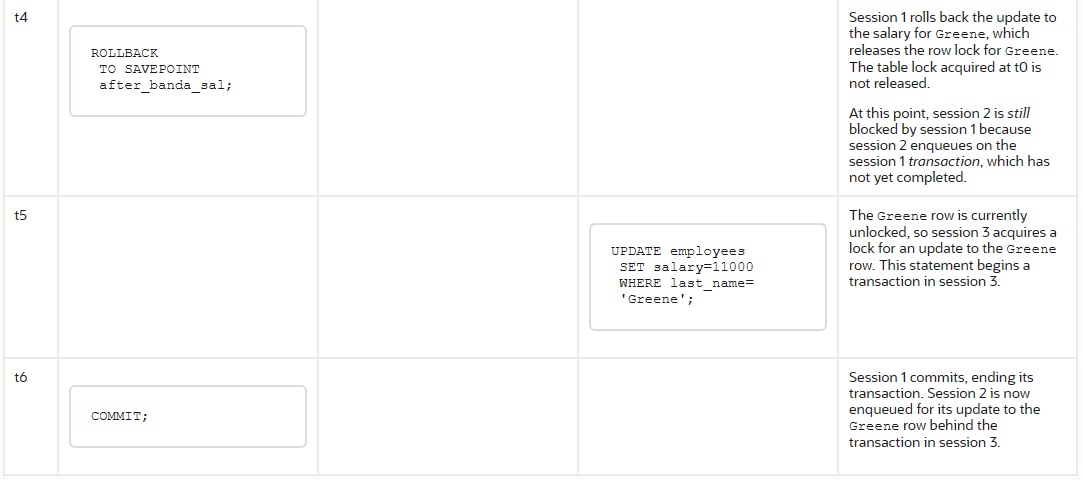 t4
ROLLBACK
TO SAVEPOINT
after_banda_sal;
Session 1 rolls back the update to
the salary for Greene, which
releases the row lock for Greene.
The table lock acquired at t0 is
not released.
At this point, session 2 is still
blocked by session 1 because
session 2 enqueues on the
session 1 transaction, which has
not yet completed.
t5
UPDATE employees
SET salary=11000
WHERE last_name=
'Greene';
The Greene row is currently
unlocked, so session 3 acquires a
lock for an update to the Greene
row. This statement begins a
transaction in session 3.
t6
COMMIT;
Session 1 commits, ending its
transaction. Session 2 is now
enqueued for its update to the
Greene row behind the
transaction in session 3.